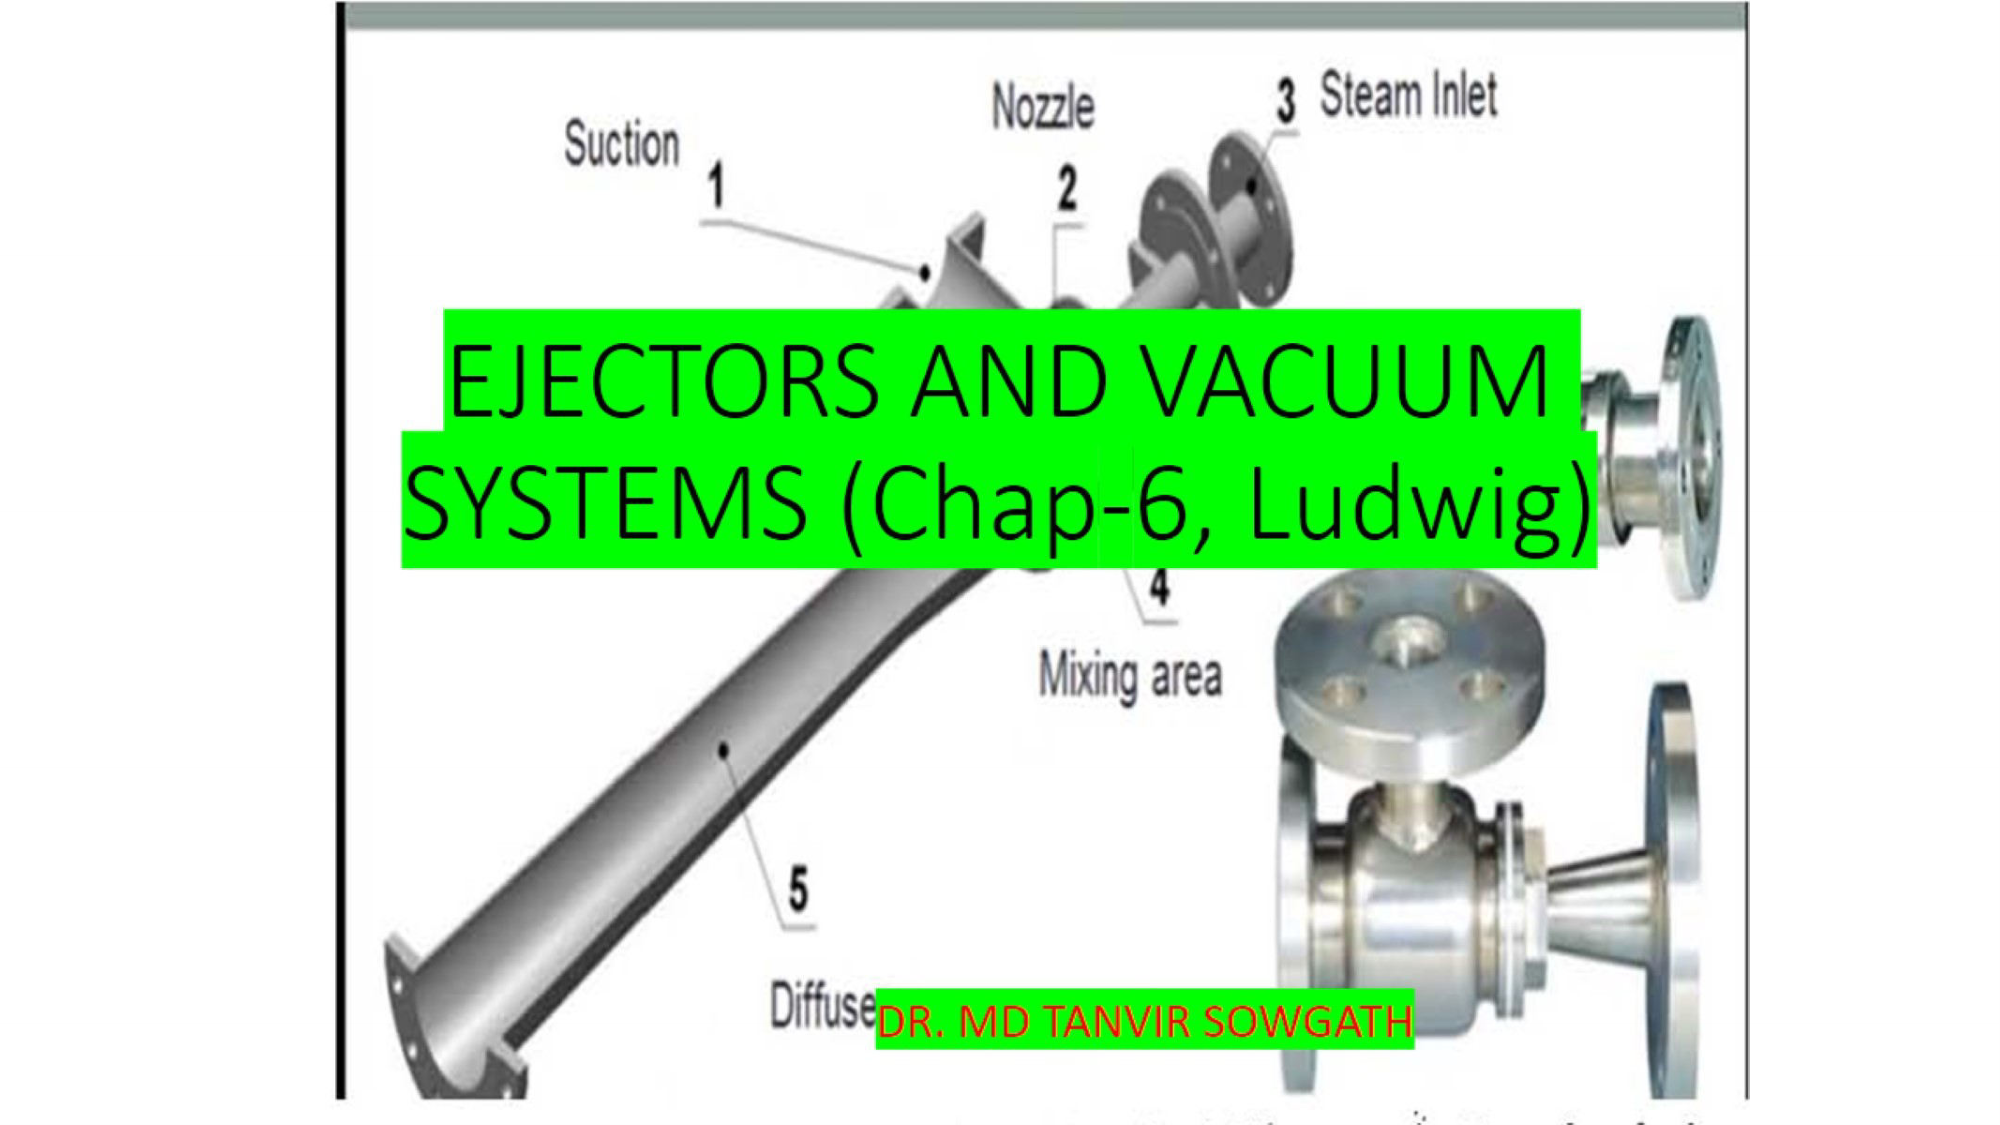 Nozzle
3 Steam Inlet
Suction
1
2
EJECTORS AND VACUUM
SYSTEMS (Chap-6, Ludwig)
4
Mixing area
5
Diffuse
DR. MD TANVIR SOWGATH